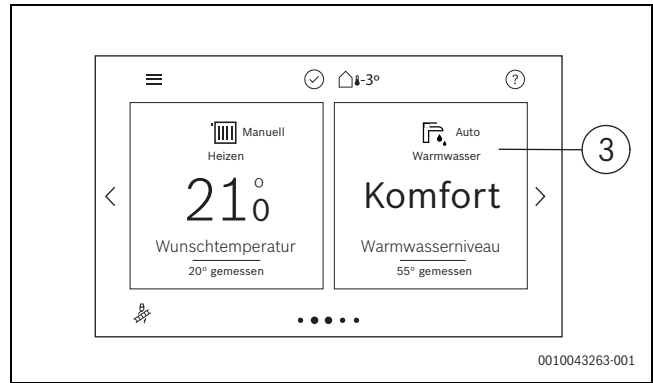 -3°
?
Manuell
Heizen
21°0
Wunschtemperatur
20° gemessen
Auto
Warmwasser
Komfort
Warmwasserniveau
55° gemessen
3
0010043263-001